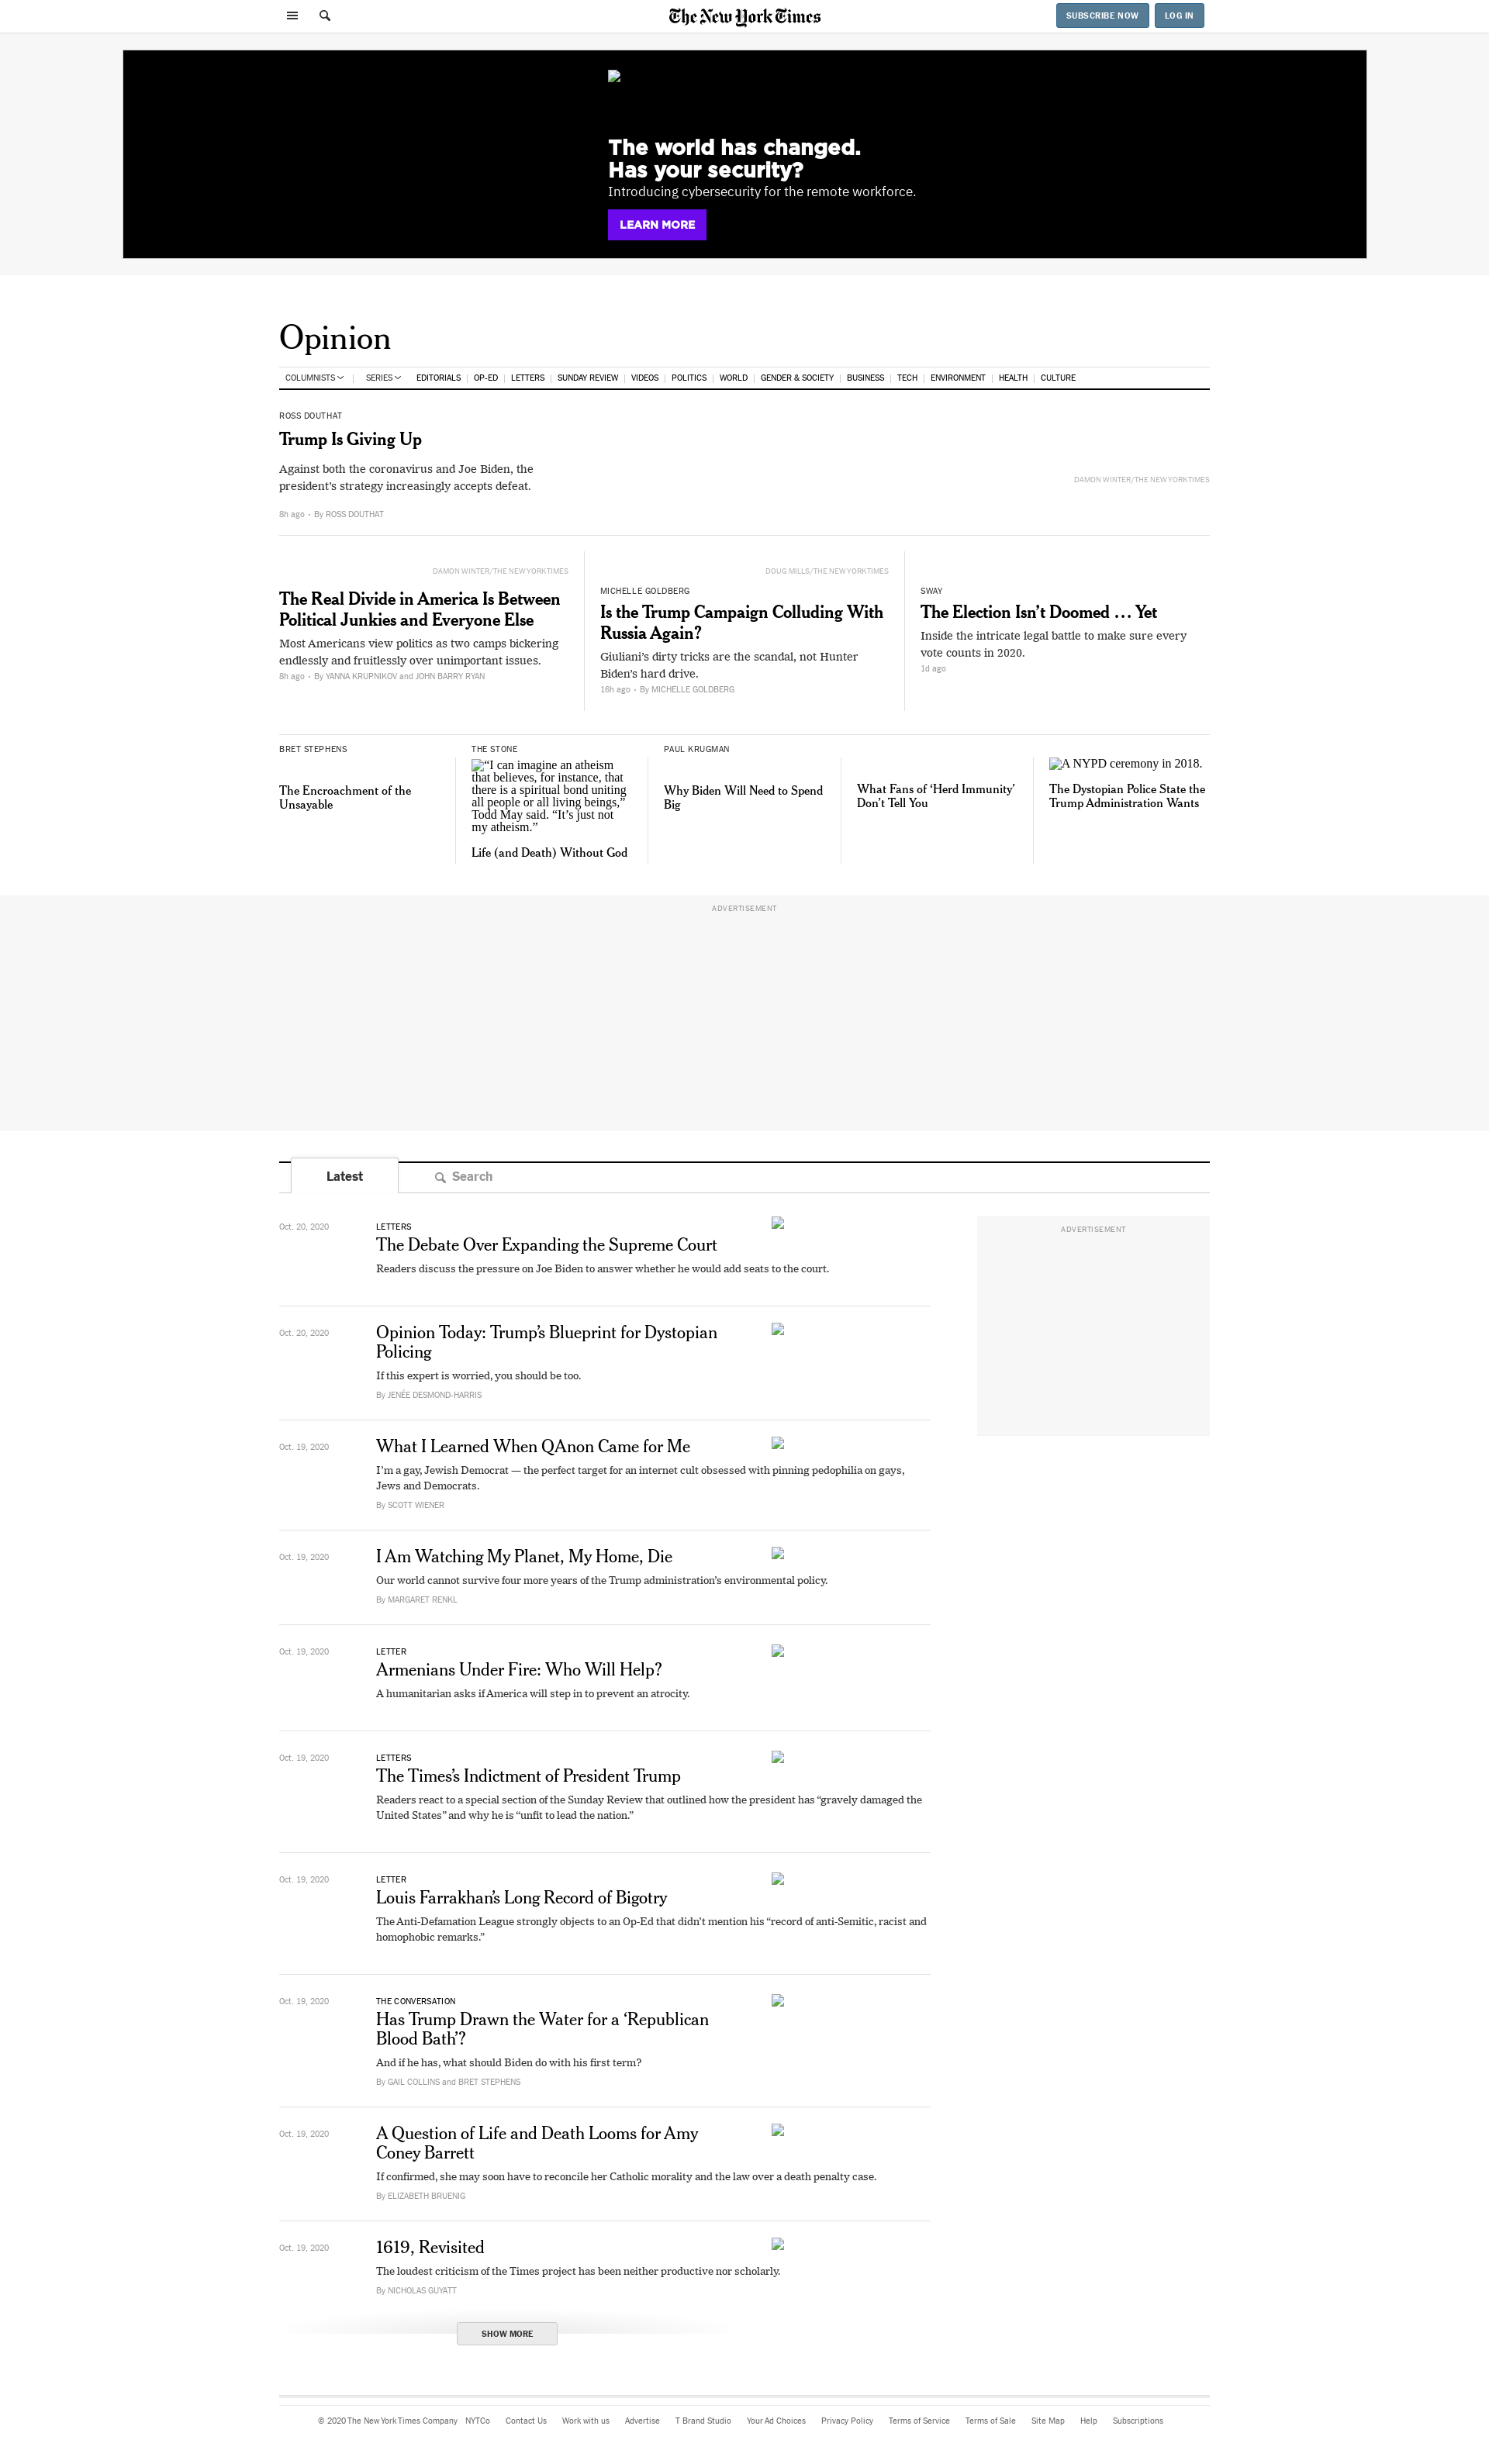 The New York Times
SUBSCRIBE NOW
LOG IN
The world has changed.
Has your security?
Introducing cybersecurity for the remote workforce.
LEARN MORE
Opinion
COLUMNISTS
SERIES
EDITORIALS
OP-ED
LETTERS
SUNDAY REVIEW
VIDEOS
POLITICS
WORLD
GENDER & SOCIETY
BUSINESS
TECH
ENVIRONMENT
HEALTH
CULTURE
ROSS DOUTHAT
Trump Is Giving Up
Against both the coronavirus and Joe Biden, the
president’s strategy increasingly accepts defeat.
8h ago • By ROSS DOUTHAT
DAMON WINTER/THE NEW YORK TIMES
DAMON WINTER/THE NEW YORK TIMES
The Real Divide in America Is Between
Political Junkies and Everyone Else
Most Americans view politics as two camps bickering
endlessly and fruitlessly over unimportant issues.
8h ago • By YANNA KRUPNIKOV and JOHN BARRY RYAN
DOUG MILLS/THE NEW YORK TIMES
MICHELLE GOLDBERG
Is the Trump Campaign Colluding With
Russia Again?
Giuliani’s dirty tricks are the scandal, not Hunter
Biden’s hard drive.
16h ago • By MICHELLE GOLDBERG
SWAY
The Election Isn’t Doomed … Yet
Inside the intricate legal battle to make sure every
vote counts in 2020.
1d ago
BRET STEPHENS
The Encroachment of the
Unsayable
THE STONE
“I can imagine an atheism
that believes, for instance, that
there is a spiritual bond uniting
all people or all living beings,”
Todd May said. “It’s just not
my atheism.”
Life (and Death) Without God
PAUL KRUGMAN
Why Biden Will Need to Spend
Big
What Fans of ‘Herd Immunity’
Don’t Tell You
A NYPD ceremony in 2018.
The Dystopian Police State the
Trump Administration Wants
ADVERTISEMENT
Latest
Search
ADVERTISEMENT
Oct. 20, 2020
LETTERS
The Debate Over Expanding the Supreme Court
Readers discuss the pressure on Joe Biden to answer whether he would add seats to the court.
Oct. 20, 2020
Opinion Today: Trump’s Blueprint for Dystopian
Policing
If this expert is worried, you should be too.
By JENÉE DESMOND-HARRIS
Oct. 19, 2020
What I Learned When QAnon Came for Me
I’m a gay, Jewish Democrat — the perfect target for an internet cult obsessed with pinning pedophilia on gays,
Jews and Democrats.
By SCOTT WIENER
Oct. 19, 2020
I Am Watching My Planet, My Home, Die
Our world cannot survive four more years of the Trump administration’s environmental policy.
By MARGARET RENKL
Oct. 19, 2020
LETTER
Armenians Under Fire: Who Will Help?
A humanitarian asks if America will step in to prevent an atrocity.
Oct. 19, 2020
LETTERS
The Times’s Indictment of President Trump
Readers react to a special section of the Sunday Review that outlined how the president has “gravely damaged the
United States” and why he is “unfit to lead the nation.”
Oct. 19, 2020
LETTER
Louis Farrakhan’s Long Record of Bigotry
The Anti-Defamation League strongly objects to an Op-Ed that didn’t mention his “record of anti-Semitic, racist and
homophobic remarks.”
Oct. 19, 2020
THE CONVERSATION
Has Trump Drawn the Water for a ‘Republican
Blood Bath’?
And if he has, what should Biden do with his first term?
By GAIL COLLINS and BRET STEPHENS
Oct. 19, 2020
A Question of Life and Death Looms for Amy
Coney Barrett
If confirmed, she may soon have to reconcile her Catholic morality and the law over a death penalty case.
By ELIZABETH BRUENIG
Oct. 19, 2020
1619, Revisited
The loudest criticism of the Times project has been neither productive nor scholarly.
By NICHOLAS GUYATT
SHOW MORE
© 2020 The New York Times Company
NYTCo
Contact Us
Work with us
Advertise
T Brand Studio
Your Ad Choices
Privacy Policy
Terms of Service
Terms of Sale
Site Map
Help
Subscriptions